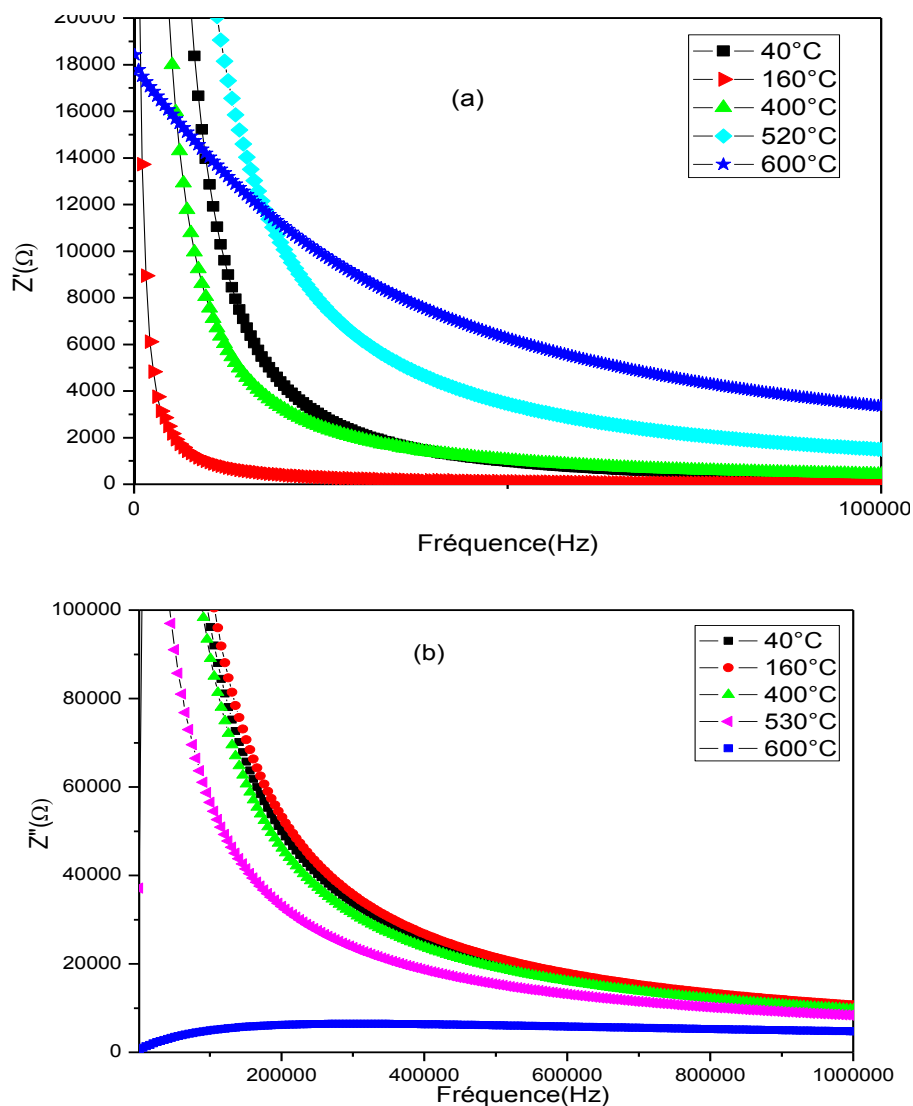 20000
18000
16000
14000
12000
10000
8000
6000
4000
2000
0
Z'(Ω)
(a)
40°C
160°C
400°C
520°C
600°C
0
100000
Fréquence(Hz)
100000
80000
60000
40000
20000
0
Z"(Ω)
(b)
40°C
160°C
400°C
530°C
600°C
200000
400000
600000
800000
1000000
Fréquence(Hz)